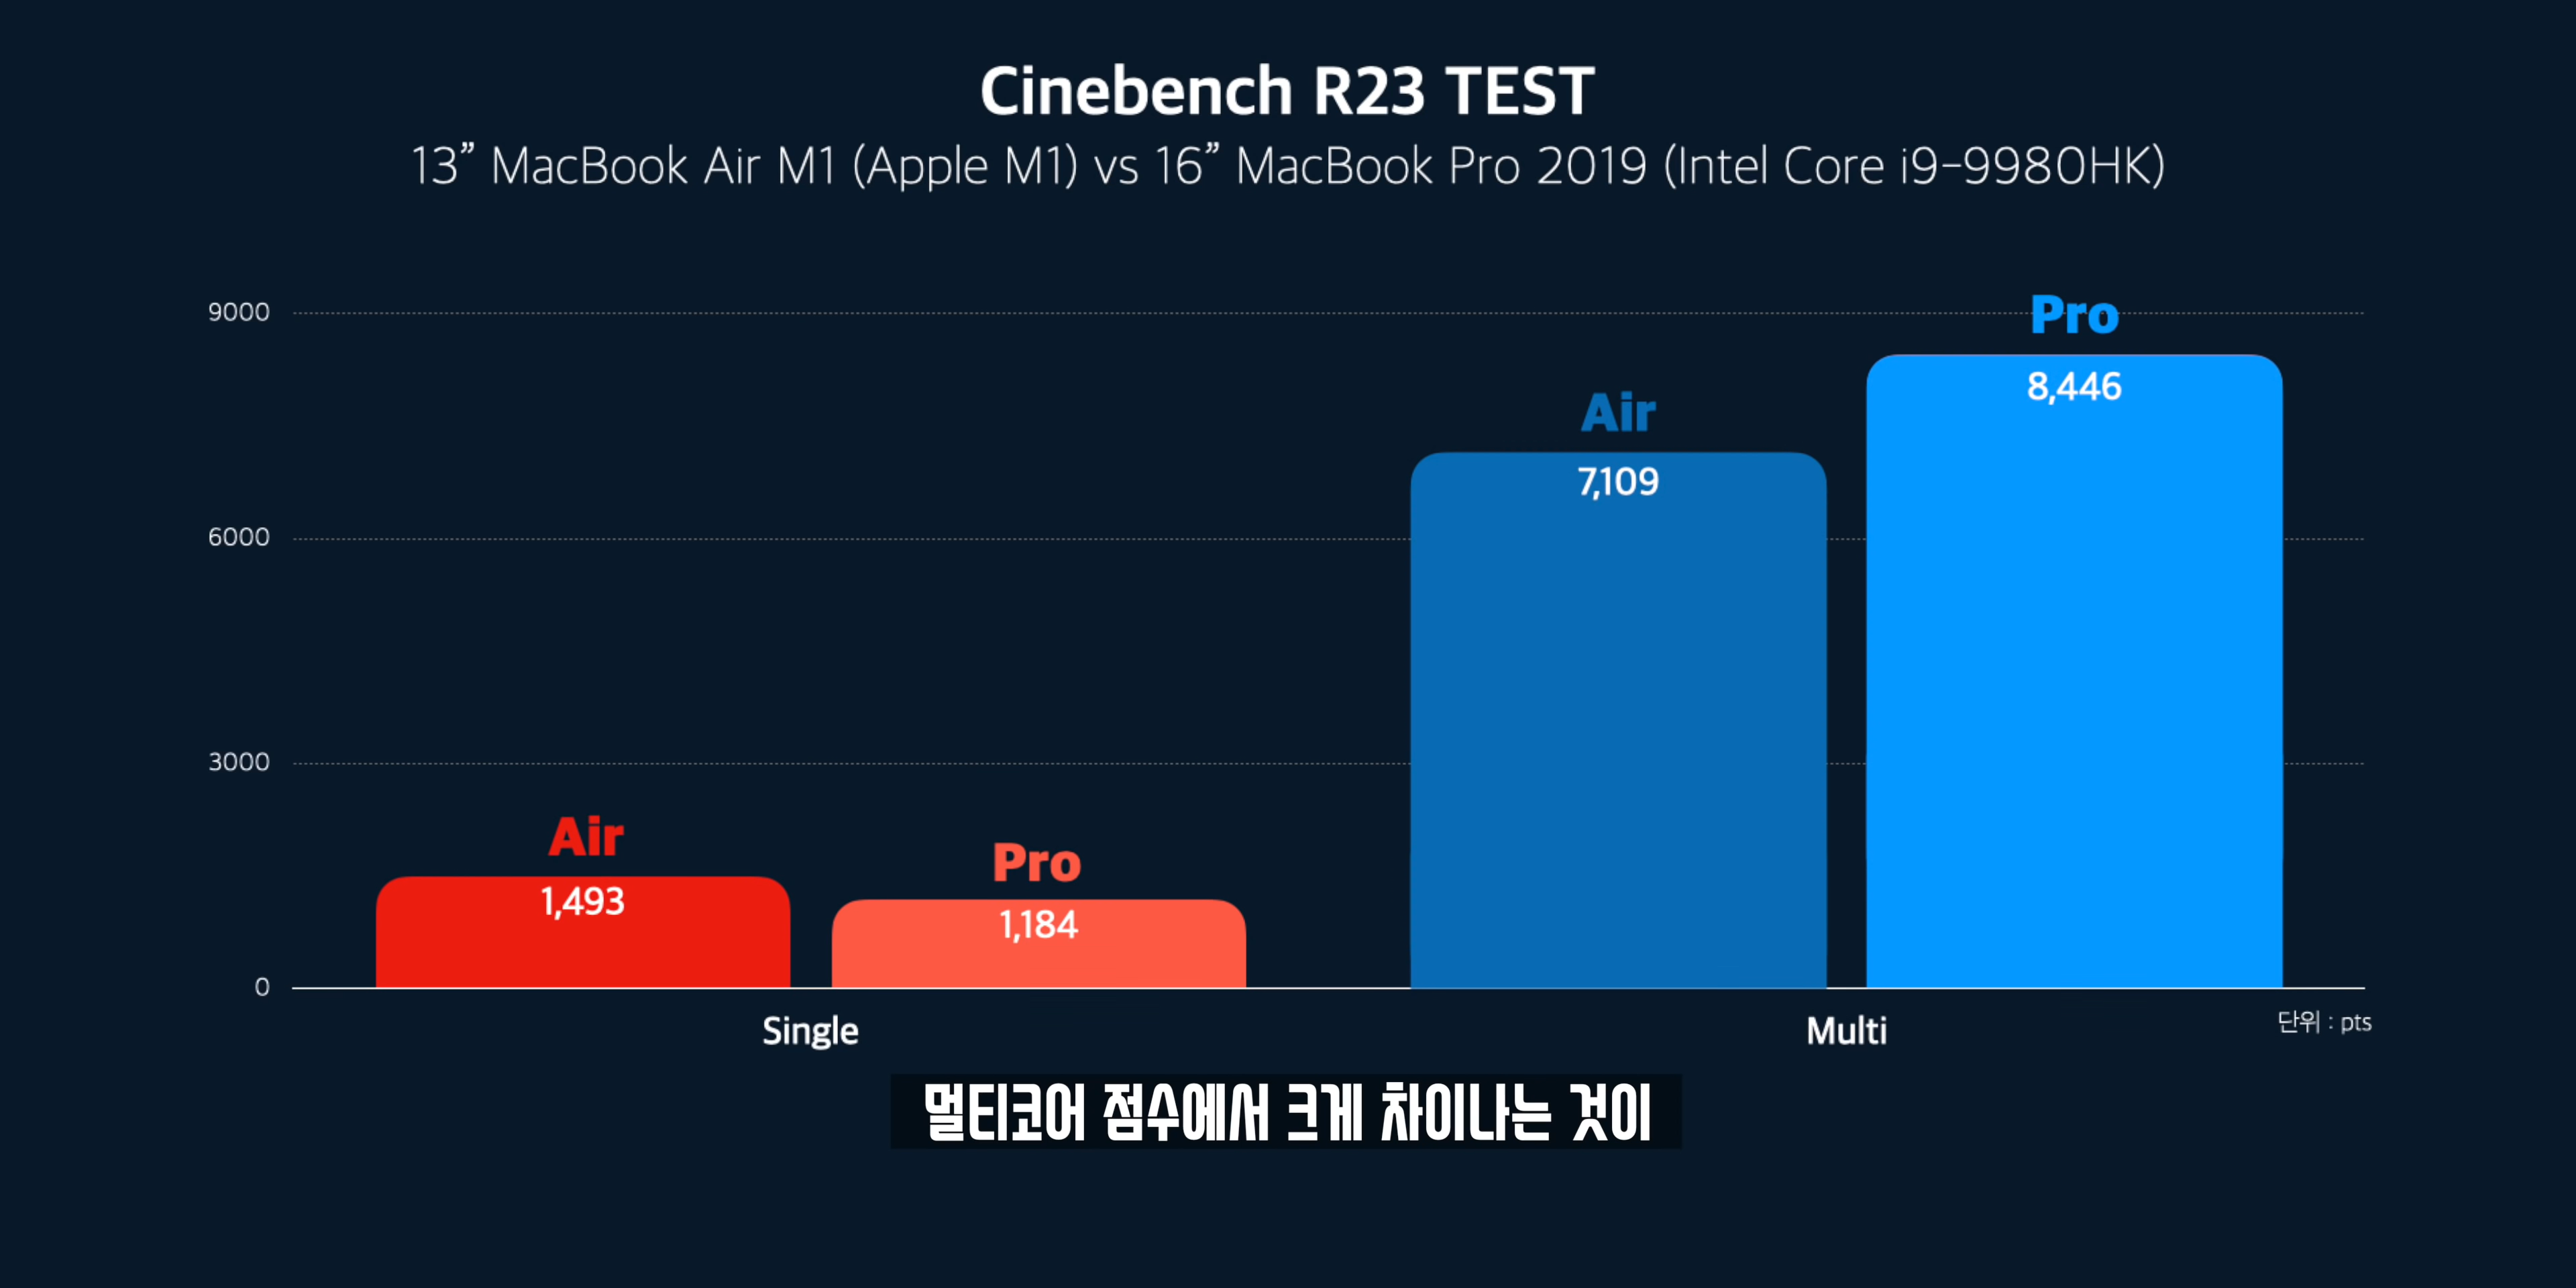 Cinebench R23 TEST
13” MacBook Air M1 (Apple M1) vs 16” MacBook Pro 2019 (Intel Core i9-9980HK)
9000
Pro
8,446
Air
7,109
6000
3000
Air
1,493
Pro
1,184
0
Single
Multi
단위 : pts
멀티코어 점수에서 크게 차이나는 것이